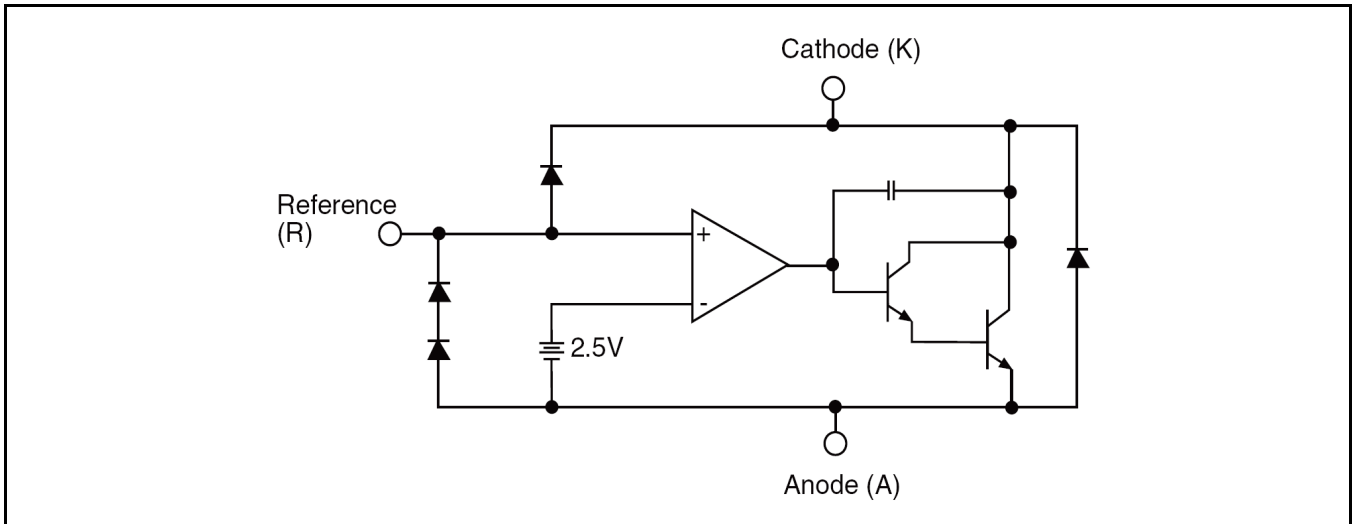 Cathode (K)
Reference
(R)
+
-
2.5V
Anode (A)